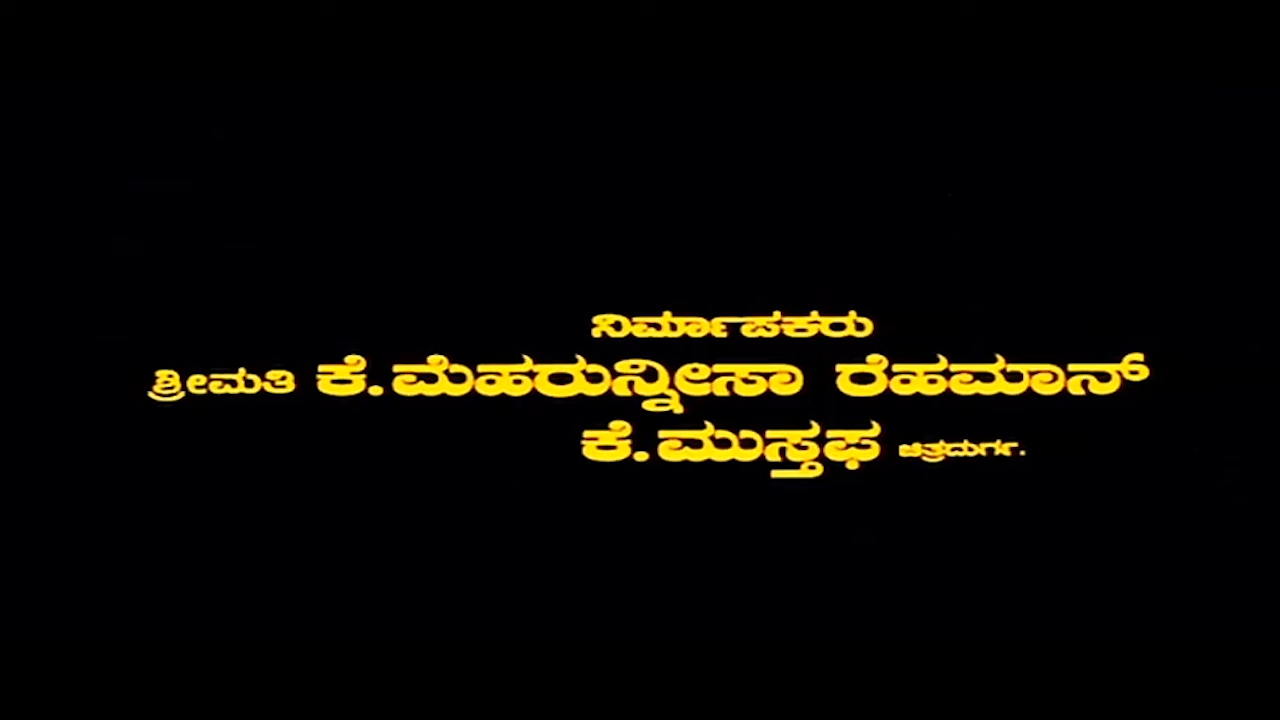 ನಿರ್ಮಾಪಕರು
ಶ್ರೀಮತಿ ಕೆ.ಮೆಹರುನ್ನೀಸಾ ರೆಹಮಾನ್
ಕೆ.ಮುಸ್ತಫ ಚಿತ್ರದುರ್ಗ.